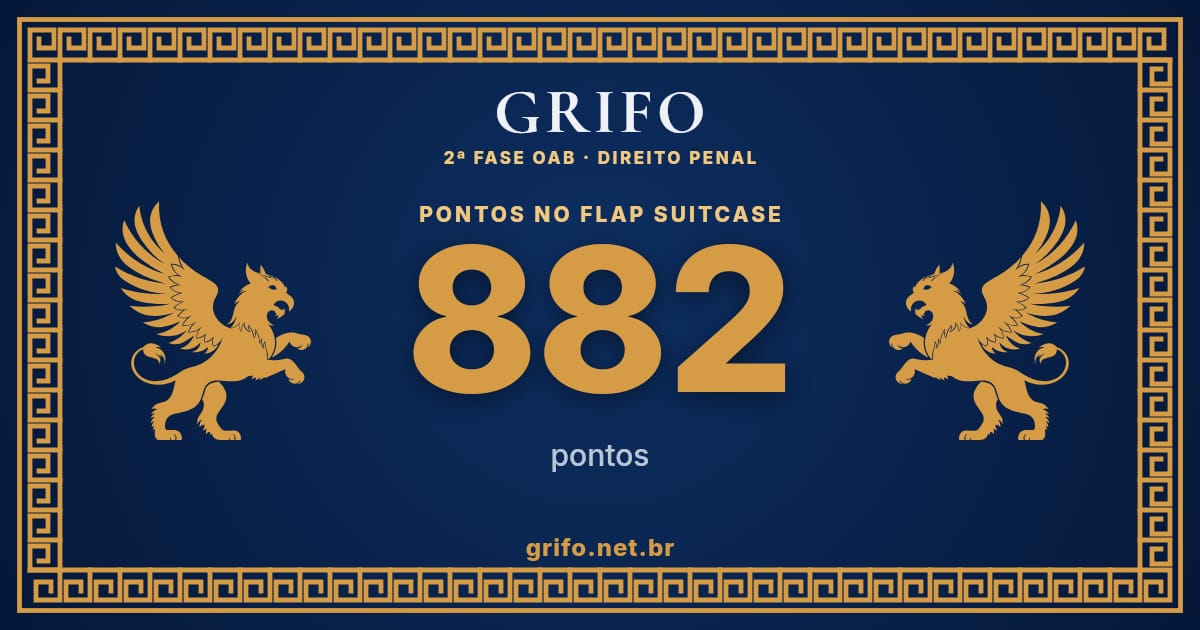 GRIFO
2ª FASE OAB · DIREITO PENAL
PONTOS NO FLAP SUITCASE
882
pontos
grifo.net.br